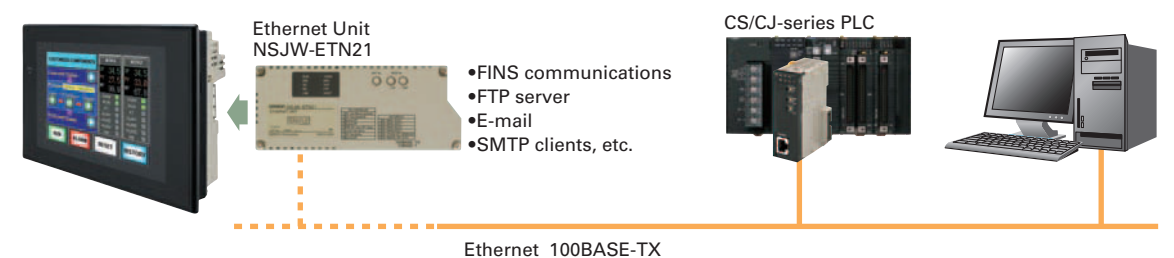 Ethernet Unit
NSJW-ETN21
•FINS communications
•FTP server
•E-mail
•SMTP clients, etc.
CS/CJ-series PLC
Ethernet 100BASE-TX